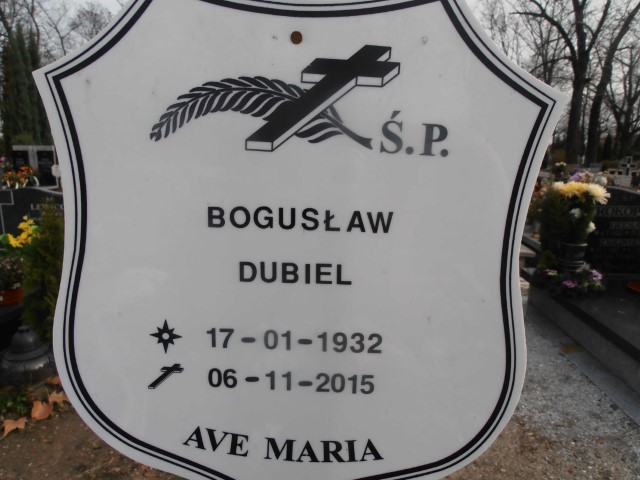 Ś.P.
BOGUSŁAW
DUBIEL
17-01-1932
06-11-2015
AVE MARIA